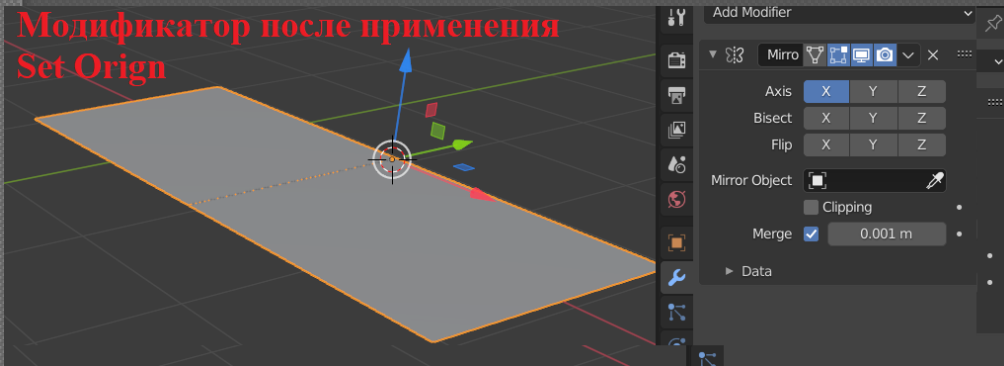 Модификатор после применения
Set Orign
Add Modifier
Mirro
Axis X Y Z
Bisect X Y Z
Flip X Y Z
Mirror Object
Clipping
Merge 0.001 m
Data